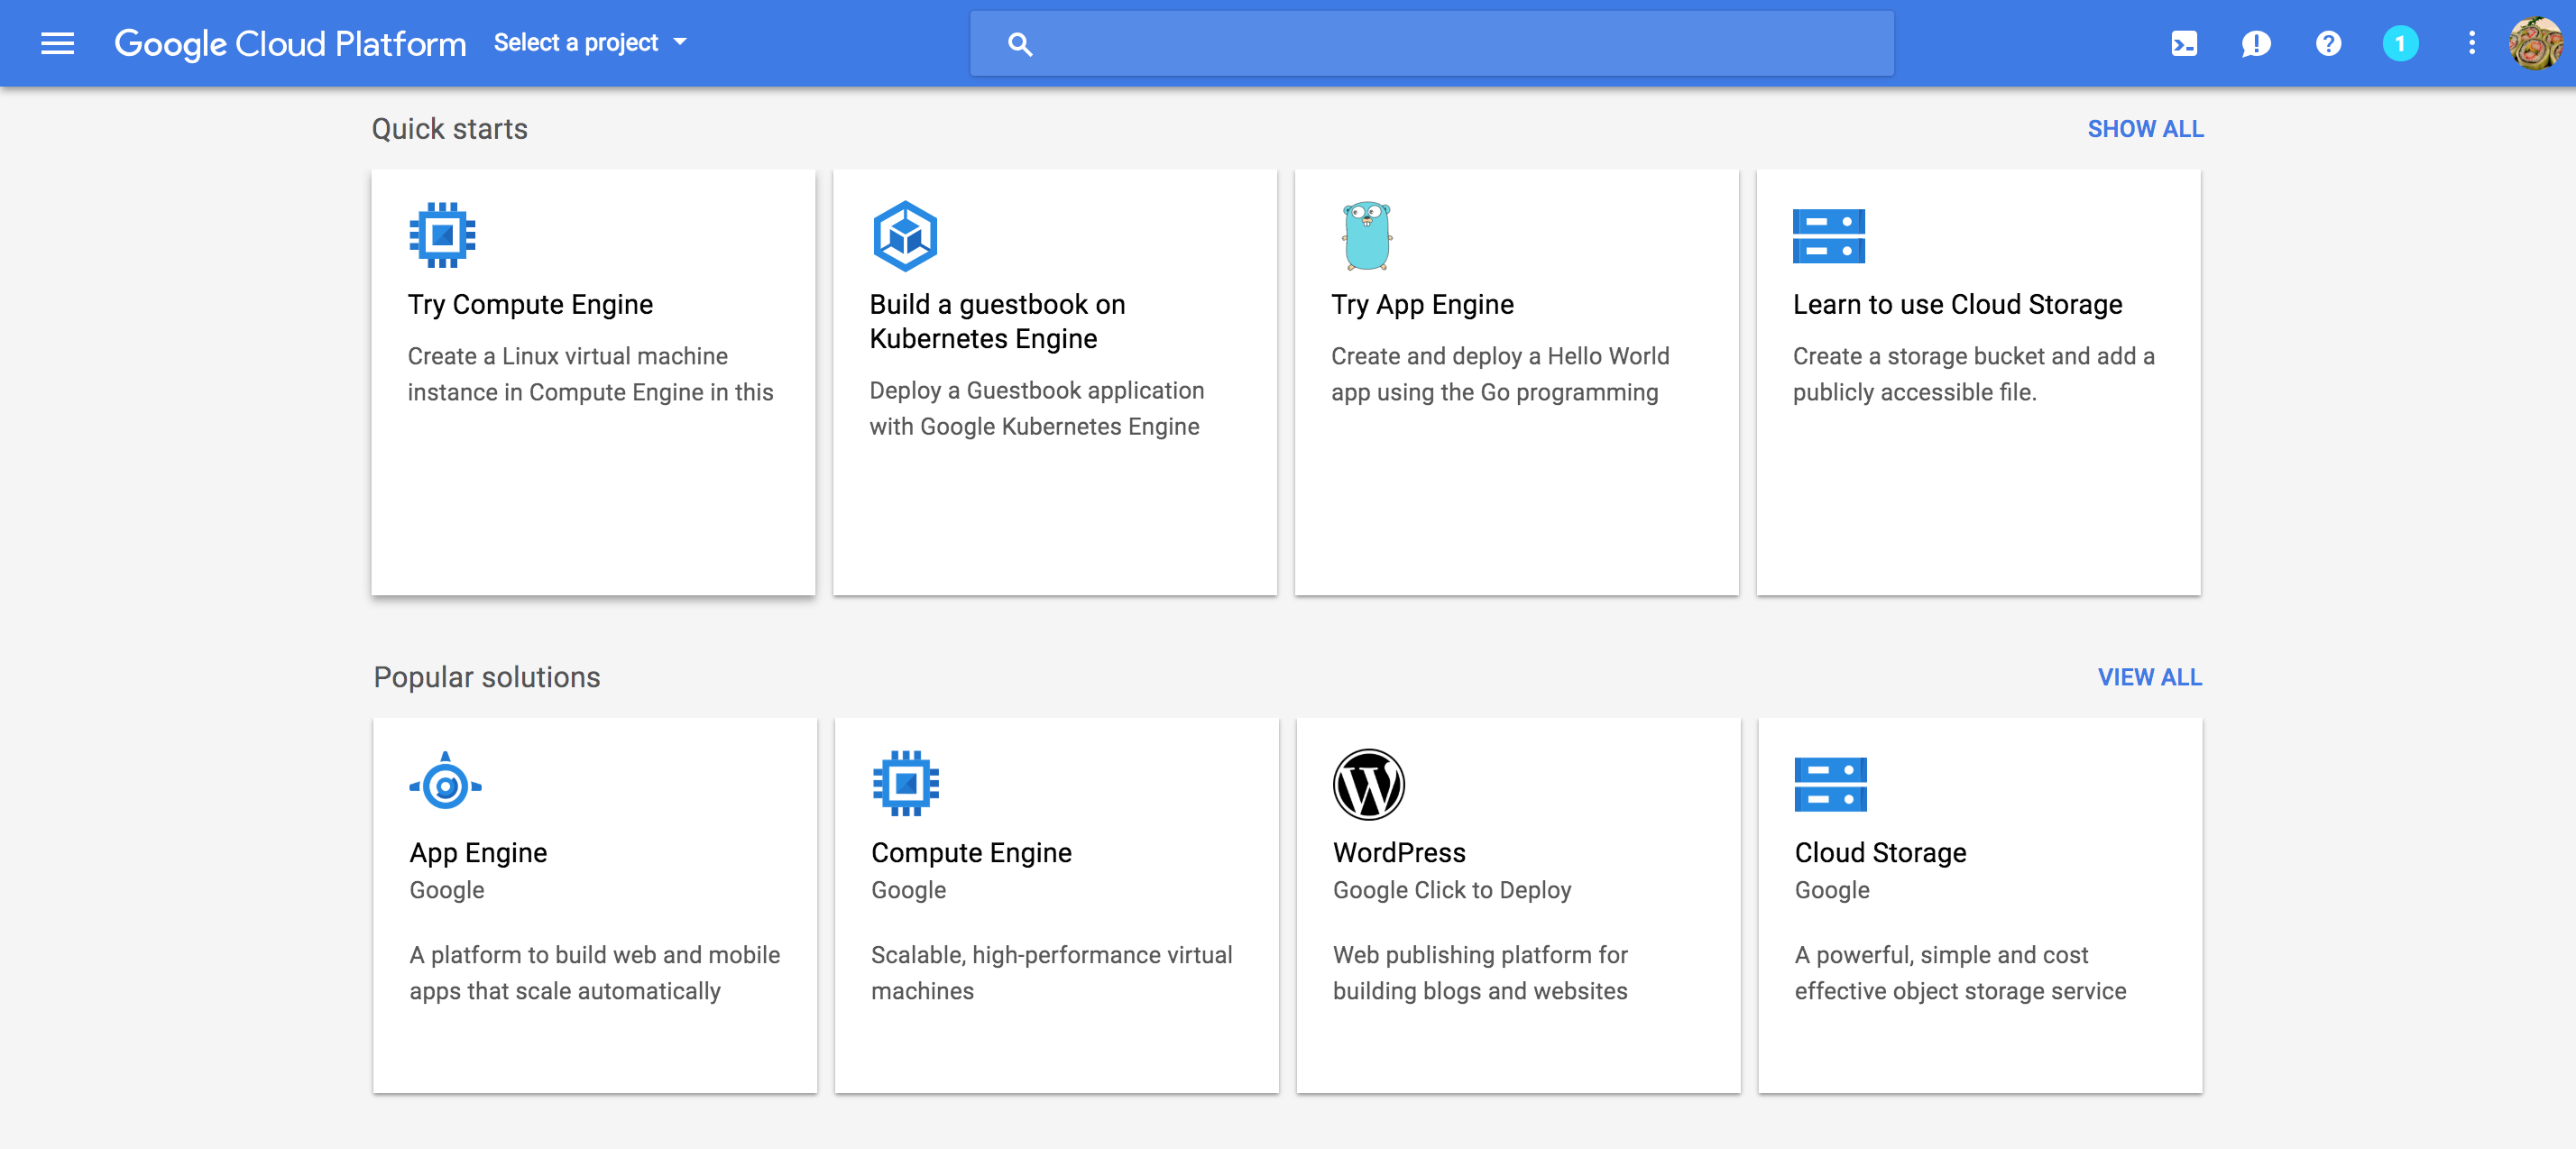 Google Cloud Platform
Select a project
1
Quick starts
SHOW ALL
Try Compute Engine
Create a Linux virtual machine
instance in Compute Engine in this
Build a guestbook on
Kubernetes Engine
Deploy a Guestbook application
with Google Kubernetes Engine
Try App Engine
Create and deploy a Hello World
app using the Go programming
Learn to use Cloud Storage
Create a storage bucket and add a
publicly accessible file.
Popular solutions
VIEW ALL
App Engine
Google
A platform to build web and mobile
apps that scale automatically
Compute Engine
Google
Scalable, high-performance virtual
machines
WordPress
Google Click to Deploy
Web publishing platform for
building blogs and websites
Cloud Storage
Google
A powerful, simple and cost
effective object storage service